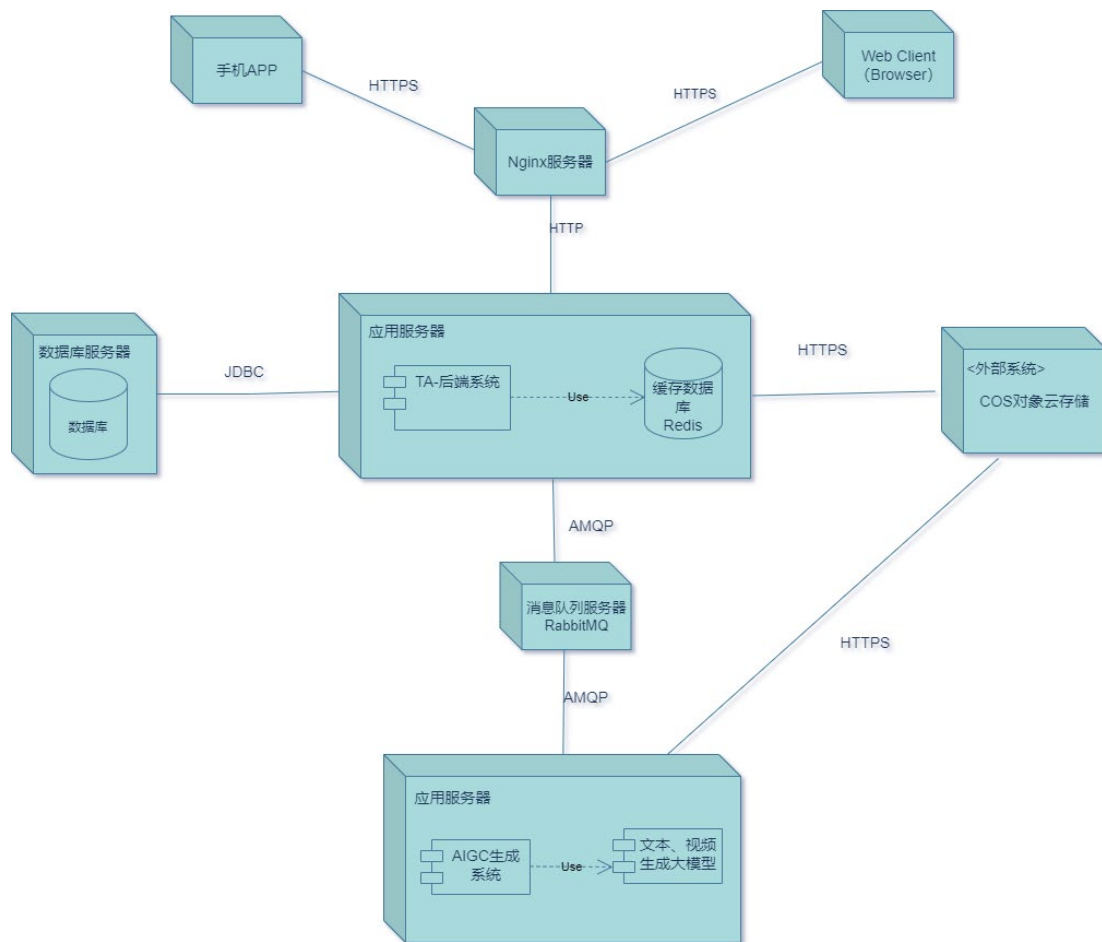 手机APP
Web Client
（Browser）
HTTPS
HTTPS
Nginx服务器
HTTP
应用服务器
数据库服务器
TA-后端系统
Use
缓存数据
库
Redis
HTTPS
<外部系统>
COS对象云存储
JDBC
数据库
AMQP
消息队列服务器
RabbitMQ
HTTPS
AMQP
应用服务器
AIGC生成
系统
Use
文本、视频
生成大模型